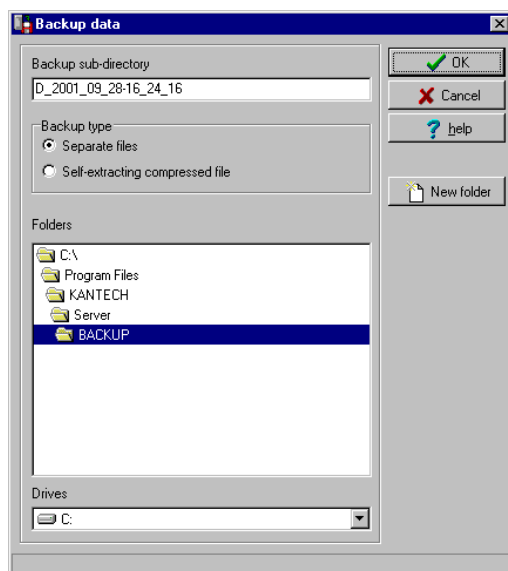 Backup data
Backup sub-directory
D_2001_09_28-16_24_16
Backup type
Separate files
Self-extracting compressed file
Folders
C:\
Program Files
KANTECH
Server
BACKUP
Drives
C:
OK
Cancel
help
New folder